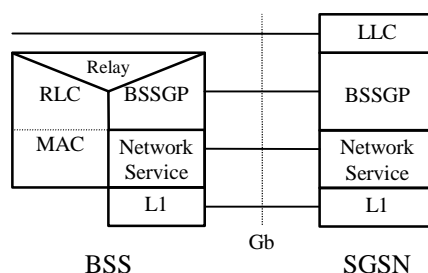 LLC
Relay
RLC
BSSGP
BSSGP
MAC
Network
Service
Network
Service
L1
L1
Gb
BSS
SGSN